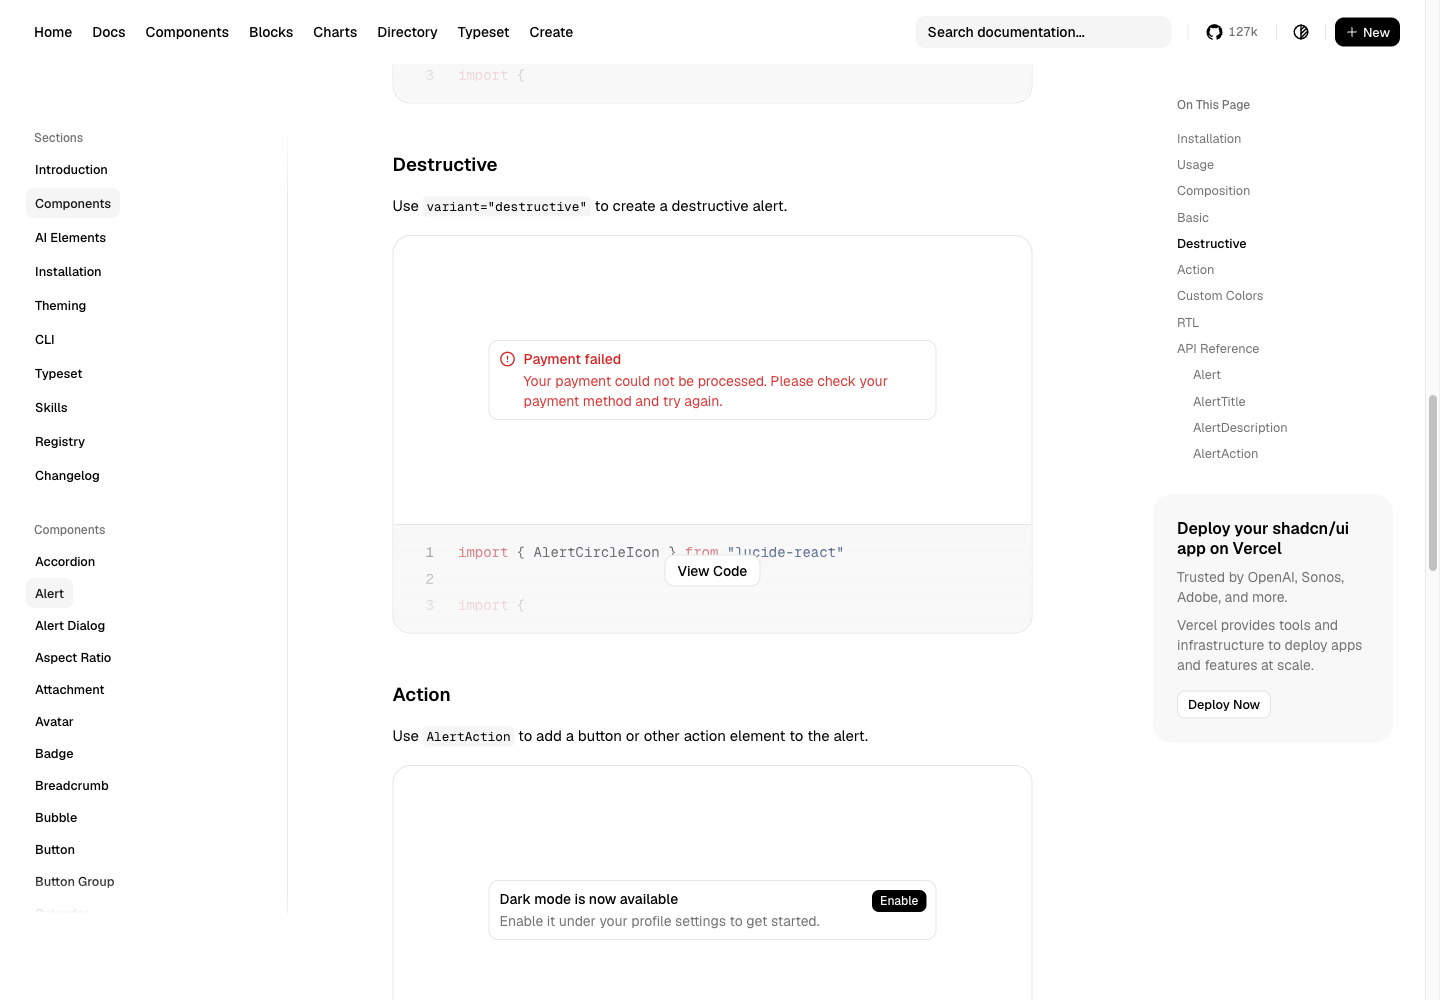 Home Docs Components Blocks Charts Directory Typeset Create
Search documentation...
127k
New
Sections
Introduction
Components
AI Elements
Installation
Theming
CLI
Typeset
Skills
Registry
Changelog
Components
Accordion
Alert
Alert Dialog
Aspect Ratio
Attachment
Avatar
Badge
Breadcrumb
Bubble
Button
Button Group
3 import {
Destructive
Use variant="destructive" to create a destructive alert.
Payment failed
Your payment could not be processed. Please check your
payment method and try again.
1 import { AlertCircleIcon } from "lucide-react"
View Code
2
3 import {
Action
Use AlertAction to add a button or other action element to the alert.
Dark mode is now available
Enable it under your profile settings to get started.
Enable
On This Page
Installation
Usage
Composition
Basic
Destructive
Action
Custom Colors
RTL
API Reference
Alert
AlertTitle
AlertDescription
AlertAction
Deploy your shadcn/ui
app on Vercel
Trusted by OpenAI, Sonos,
Adobe, and more.
Vercel provides tools and
infrastructure to deploy apps
and features at scale.
Deploy Now